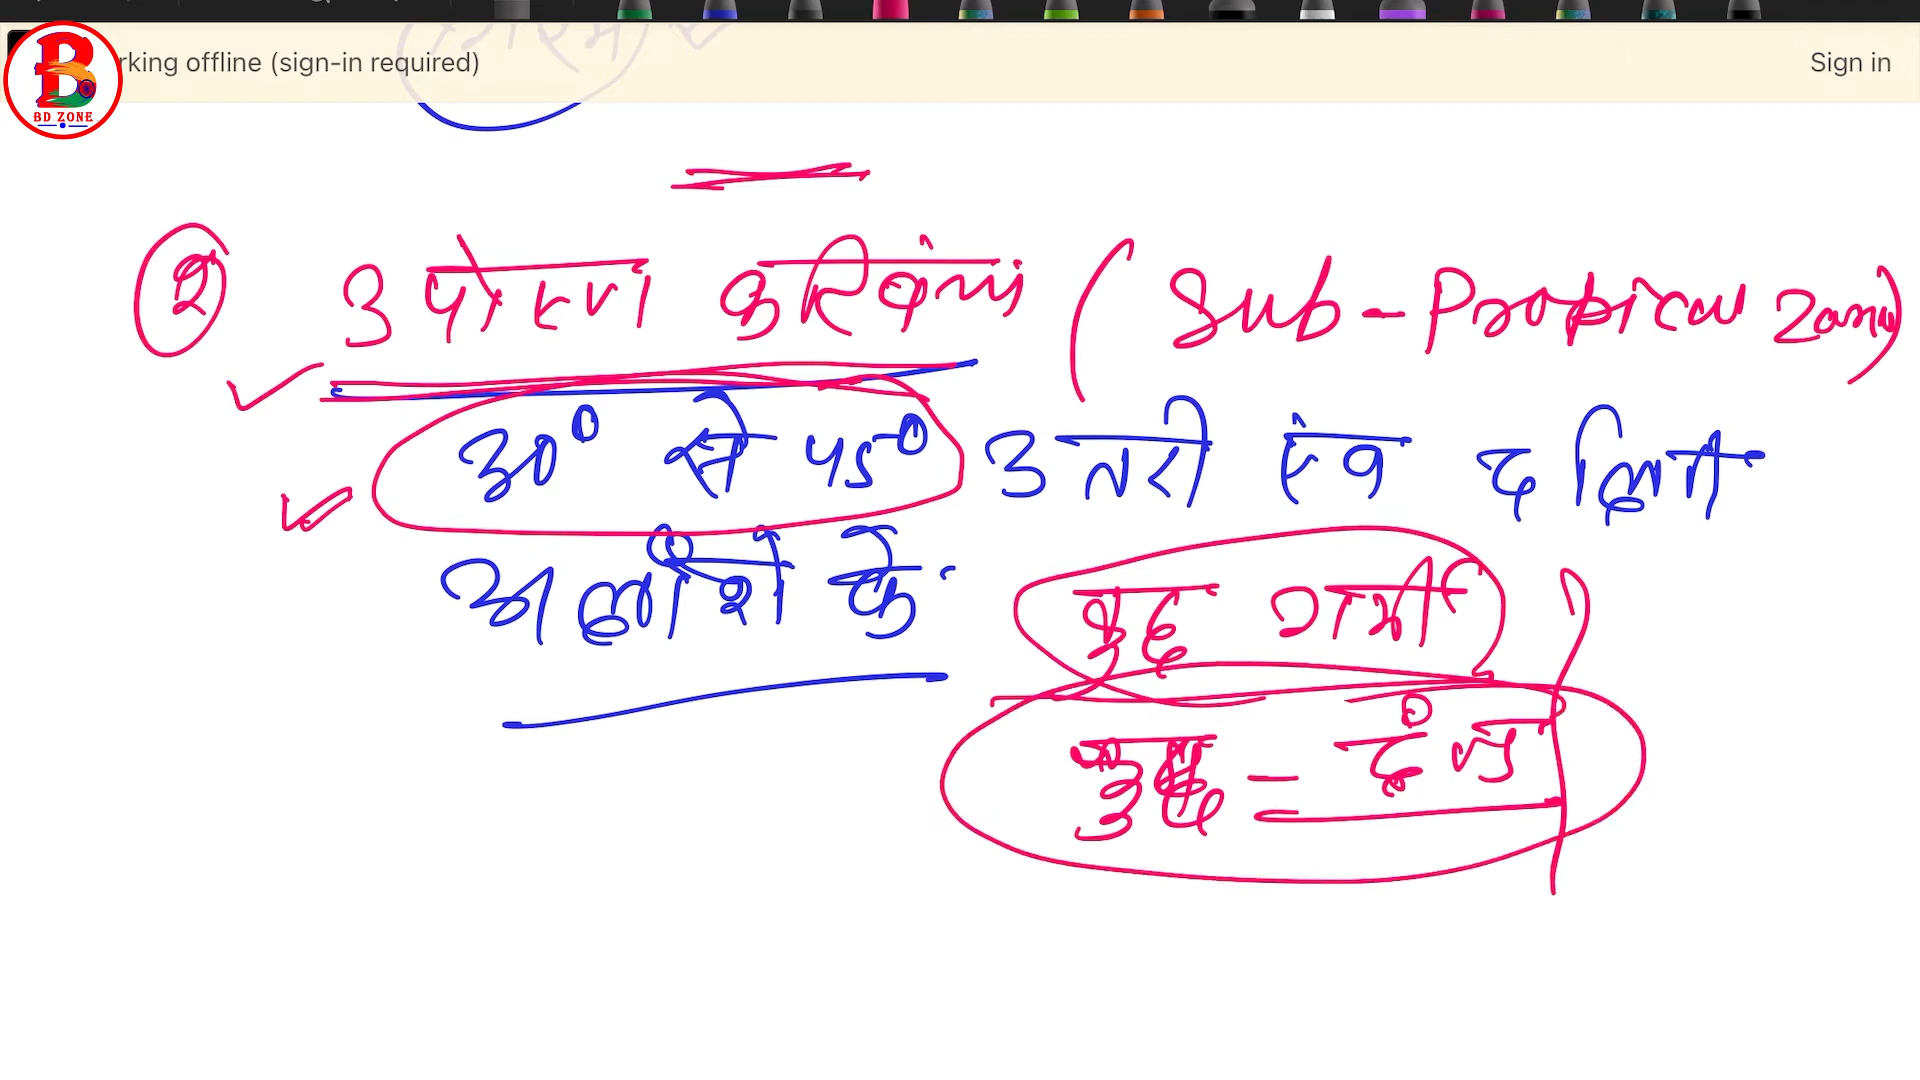 rking offline (sign-in required)
Sign in
BD ZONE
② उपोष्ण कटिबंध (Sub-Tropical Zone)
30° से 45° उत्तरी एवं दक्षिणी
अक्षांशो के
कुछ गर्मी
कुछ - ठंड